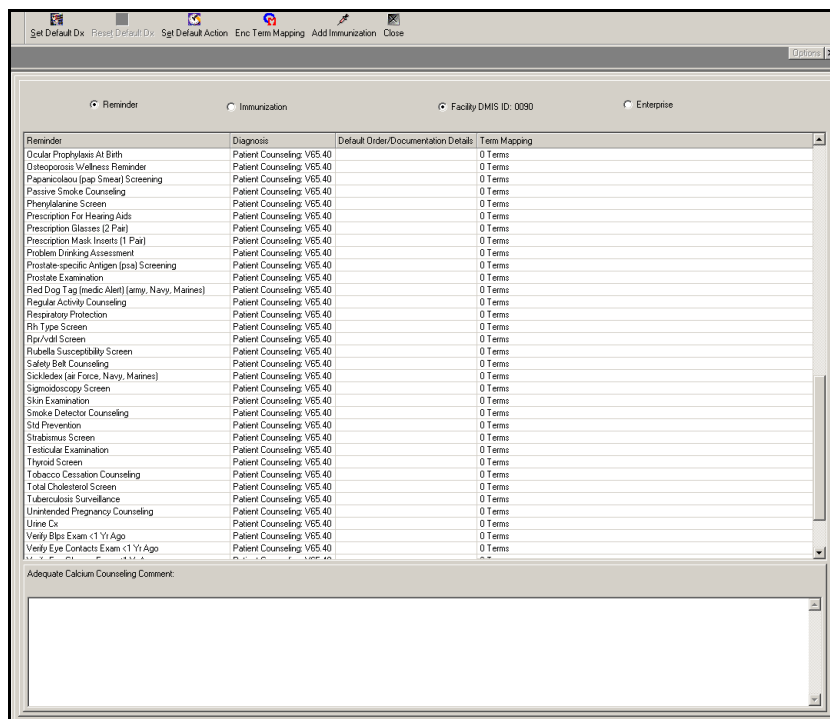 Set Default Dx Reset Default Dx Set Default Action Enc Term Mapping Add Immunization Close
Options
Reminder Immunization Facility DMIS ID: 0090 Enterprise
Reminder Diagnosis Default Order/Documentation Details Term Mapping
Ocular Prophylaxis At Birth Patient Counseling: V65.40 0 Terms
Osteoporosis Wellness Reminder Patient Counseling: V65.40 0 Terms
Papanicolaou (pap Smear) Screening Patient Counseling: V65.40 0 Terms
Passive Smoke Counseling Patient Counseling: V65.40 0 Terms
Phenylalanine Screen Patient Counseling: V65.40 0 Terms
Prescription For Hearing Aids Patient Counseling: V65.40 0 Terms
Prescription Glasses (2 Pair) Patient Counseling: V65.40 0 Terms
Prescription Mask Inserts (1 Pair) Patient Counseling: V65.40 0 Terms
Problem Drinking Assessment Patient Counseling: V65.40 0 Terms
Prostate-specific Antigen (psa) Screening Patient Counseling: V65.40 0 Terms
Prostate Examination Patient Counseling: V65.40 0 Terms
Red Dog Tag (medic Alert) (army, Navy, Marines) Patient Counseling: V65.40 0 Terms
Regular Activity Counseling Patient Counseling: V65.40 0 Terms
Respiratory Protection Patient Counseling: V65.40 0 Terms
Rh Type Screen Patient Counseling: V65.40 0 Terms
Rpr/vdrl Screen Patient Counseling: V65.40 0 Terms
Rubella Susceptibility Screen Patient Counseling: V65.40 0 Terms
Safety Belt Counseling Patient Counseling: V65.40 0 Terms
Sickledex (air Force, Navy, Marines) Patient Counseling: V65.40 0 Terms
Sigmoidoscopy Screen Patient Counseling: V65.40 0 Terms
Skin Examination Patient Counseling: V65.40 0 Terms
Smoke Detector Counseling Patient Counseling: V65.40 0 Terms
Std Prevention Patient Counseling: V65.40 0 Terms
Strabismus Screen Patient Counseling: V65.40 0 Terms
Testicular Examination Patient Counseling: V65.40 0 Terms
Thyroid Screen Patient Counseling: V65.40 0 Terms
Tobacco Cessation Counseling Patient Counseling: V65.40 0 Terms
Total Cholesterol Screen Patient Counseling: V65.40 0 Terms
Tuberculosis Surveillance Patient Counseling: V65.40 0 Terms
Unintended Pregnancy Counseling Patient Counseling: V65.40 0 Terms
Urine Cx Patient Counseling: V65.40 0 Terms
Verify Blps Exam <1 Yr Ago Patient Counseling: V65.40 0 Terms
Verify Eye Contacts Exam <1 Yr Ago Patient Counseling: V65.40 0 Terms
Adequate Calcium Counseling Comment: